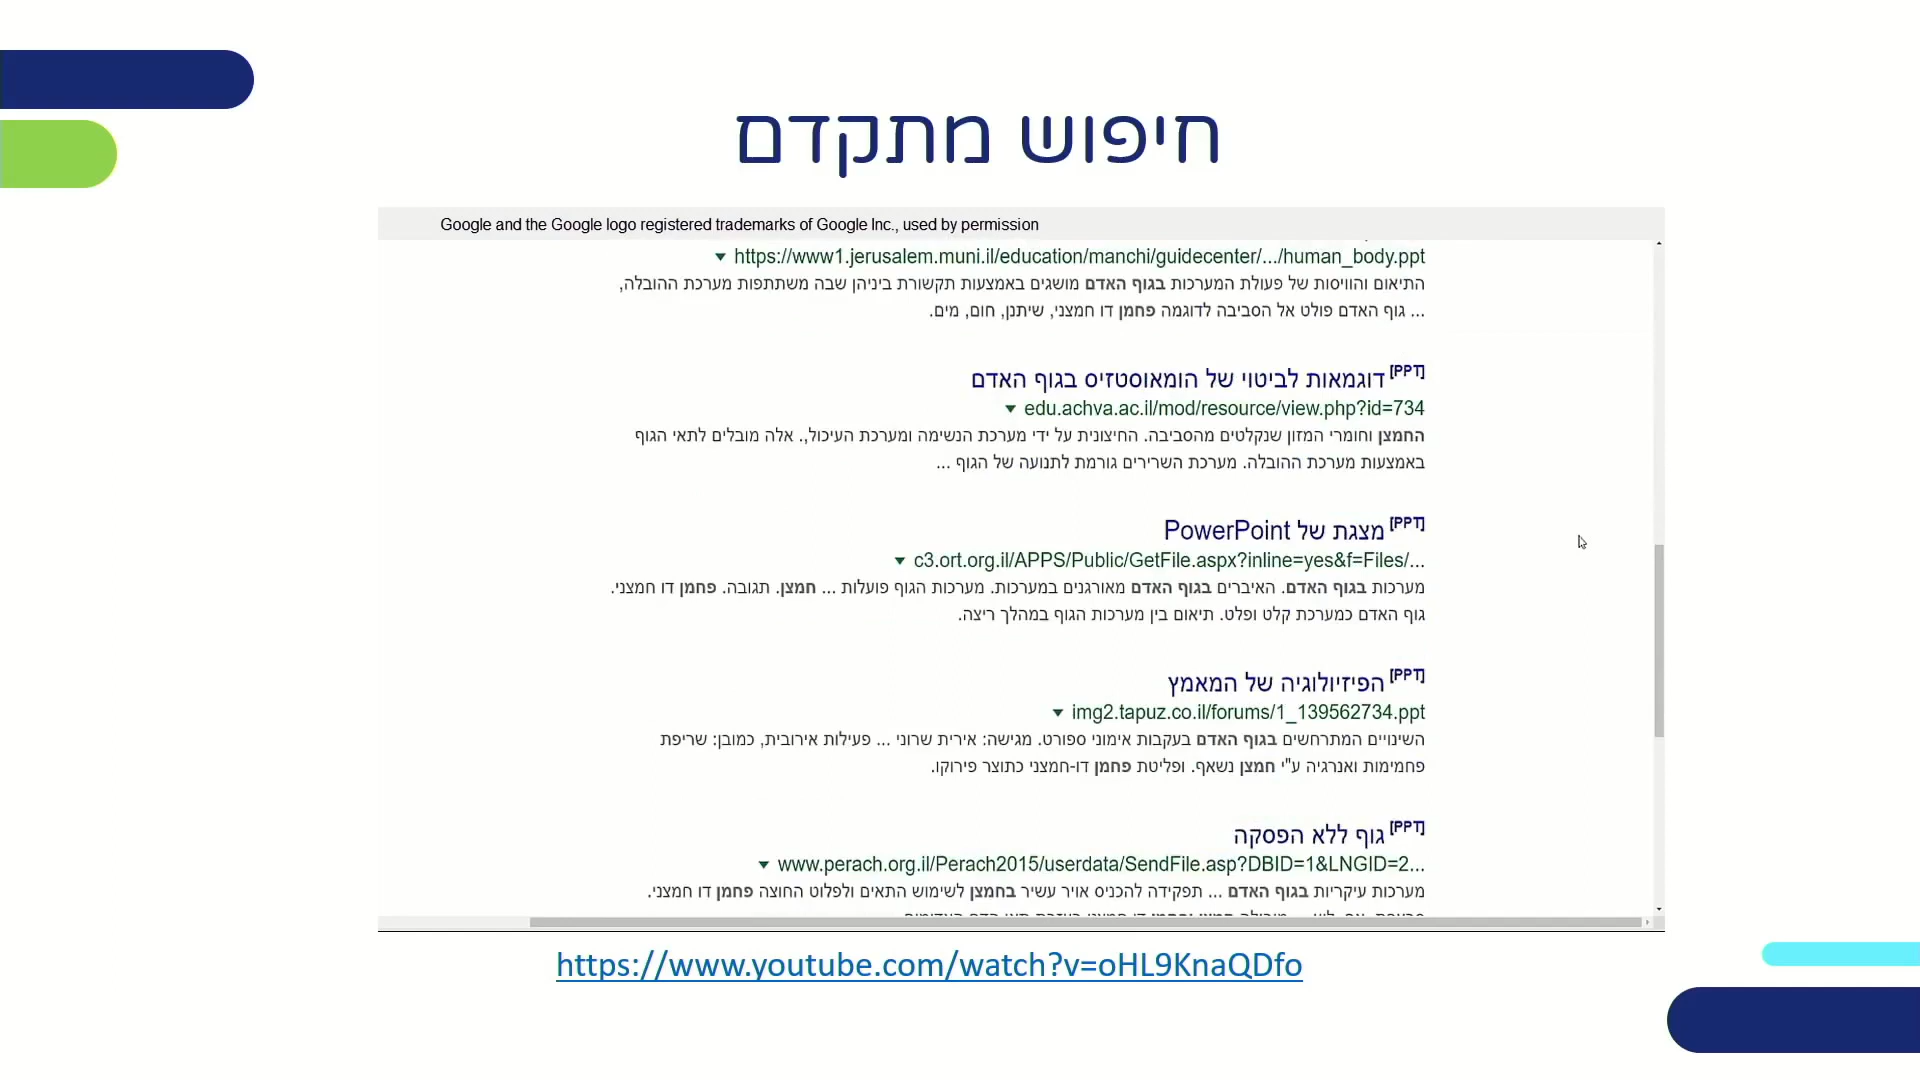 חיפוש מתקדם
Google and the Google logo registered trademarks of Google Inc., used by permission
https://www1.jerusalem.muni.il/education/manchi/guidecenter/.../human_body.ppt
התיאום והוויסות של פעולת המערכות בגוף האדם מושגים באמצעות תקשורת ביניהן שבה משתתפות מערכת ההובלה,
... גוף האדם פולט אל הסביבה לדוגמה פחמן דו חמצני, שיתנן, חום, מים.
[PPT] דוגמאות לביטוי של הומאוסטזיס בגוף האדם
edu.achva.ac.il/mod/resource/view.php?id=734
החמצן וחומרי המזון שנקלטים מהסביבה. החיצונית על ידי מערכת הנשימה ומערכת העיכול,. אלה מובלים לתאי הגוף
באמצעות מערכת ההובלה. מערכת השרירים גורמת לתנועה של הגוף ...
[PPT] מצגת של PowerPoint
c3.ort.org.il/APPS/Public/GetFile.aspx?inline=yes&f=Files/...
מערכות בגוף האדם. האיברים בגוף האדם מאורגנים במערכות. מערכות הגוף פועלות ... חמצן. תגובה. פחמן דו חמצני.
גוף האדם כמערכת קלט ופלט. תיאום בין מערכות הגוף במהלך ריצה.
[PPT] הפיזיולוגיה של המאמץ
img2.tapuz.co.il/forums/1_139562734.ppt
השינויים המתרחשים בגוף האדם בעקבות אימוני ספורט. מגישה: אירית שרוני ... פעילות אירובית, כמובן: שריפת
פחמימות ואנרגיה ע"י חמצן נשאף. ופליטת פחמן דו-חמצני כתוצר פירוקו.
[PPT] גוף ללא הפסקה
www.perach.org.il/Perach2015/userdata/SendFile.asp?DBID=1&LNGID=2...
מערכות עיקריות בגוף האדם ... תפקידה להכניס אויר עשיר בחמצן לשימוש התאים ולפלוט החוצה פחמן דו חמצני.
https://www.youtube.com/watch?v=oHL9KnaQDfo